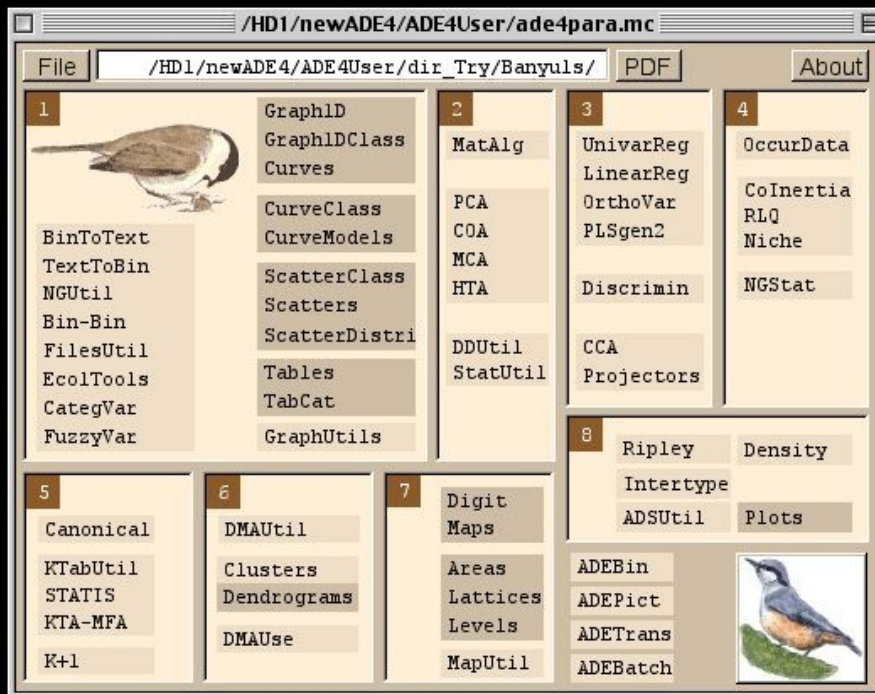 /HD1/newADE4/ADE4User/ade4para.mc
File /HD1/newADE4/ADE4User/dir_Try/Banyuls/ PDF About
1
BinToText
TextToBin
NGUtil
Bin-Bin
FilesUtil
EcolTools
CategVar
FuzzyVar
Graph1D
Graph1DClass
Curves
CurveClass
CurveModels
ScatterClass
Scatters
ScatterDistri
Tables
TabCat
GraphUtils
2
MatAlg
PCA
COA
MCA
HTA
DDUtil
StatUtil
3
UnivarReg
LinearReg
OrthoVar
PLSgen2
Discrimin
CCA
Projectors
4
OccurData
CoInertia
RLQ
Niche
NGStat
5
Canonical
KTabUtil
STATIS
KTA-MFA
K+1
6
DMAUtil
Clusters
Dendrograms
DMAUse
7
Digit
Maps
Areas
Lattices
Levels
MapUtil
8
Ripley Density
Intertype
ADSUtil Plots
ADEBin
ADEPict
ADETrans
ADEBatch